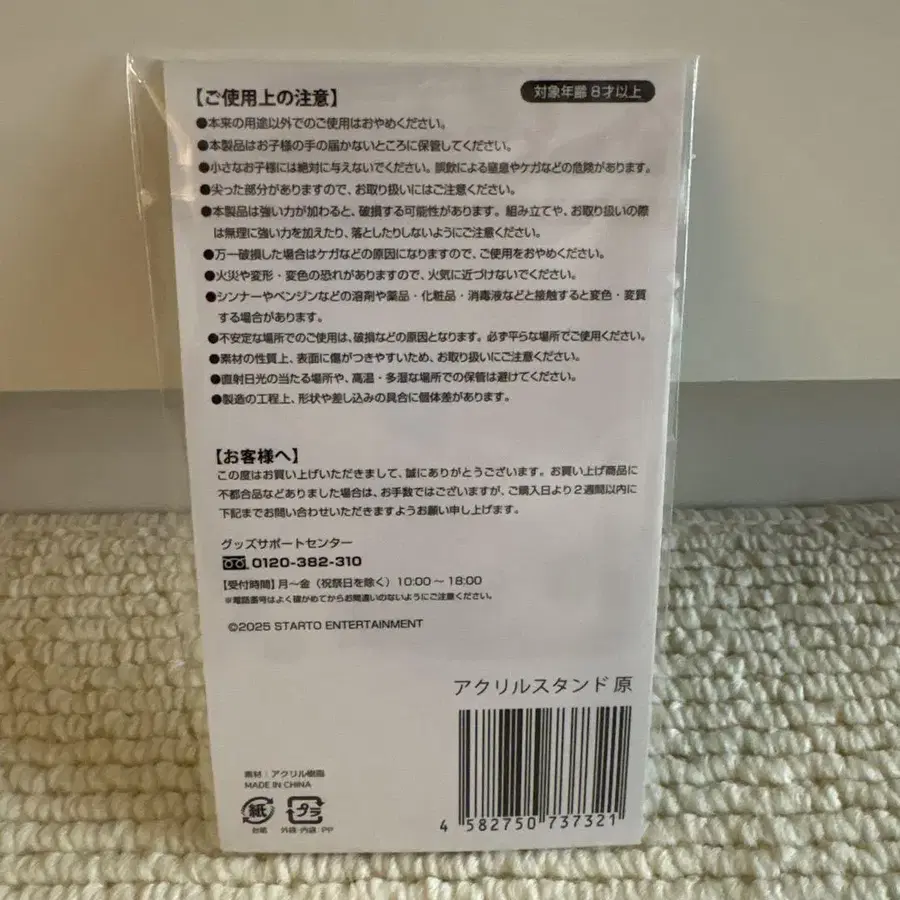 【ご使用上の注意】
対象年齢 8才以上
●本来の用途以外でのご使用はおやめください。
●本製品はお子様の手の届かないところに保管してください。
●小さなお子様には絶対に与えないでください。誤飲による窒息やケガなどの危険があります。
●尖った部分がありますので、お取り扱いにはご注意ください。
●本製品は強い力が加わると、破損する可能性があります。組み立てや、お取り扱いの際
は無理に強い力を加えたり、落としたりしないようにご注意ください。
●万一破損した場合はケガなどの原因になりますので、ご使用をおやめください。
●火災や変形・変色の恐れがありますので、火気に近づけないでください。
●シンナーやベンジンなどの溶剤や薬品・化粧品・消毒液などと接触すると変色・変質
する場合があります。
●不安定な場所でのご使用は、破損などの原因となります。必ず平らな場所でご使用ください。
●素材の性質上、表面に傷がつきやすいため、お取り扱いにご注意ください。
●直射日光の当たる場所や、高温・多湿な場所での保管は避けてください。
●製造の工程上、形状や差し込みの具合に個体差があります。
【お客様へ】
この度はお買い上げいただきまして、誠にありがとうございます。お買い上げ商品に
不都合品などありました場合は、お手数ではございますが、ご購入日より2週間以内に
下記までお問い合わせいただきますようお願い申し上げます。
グッズサポートセンター
0120-382-310
【受付時間】月～金（祝祭日を除く）10:00～18:00
※電話番号はよく確かめてからお間違いのないようにご注意ください。
©2025 STARTO ENTERTAINMENT
アクリルスタンド 原
素材：アクリル樹脂
MADE IN CHINA
紙
プラ
台紙
外袋・内袋：PP
4 582750 737321